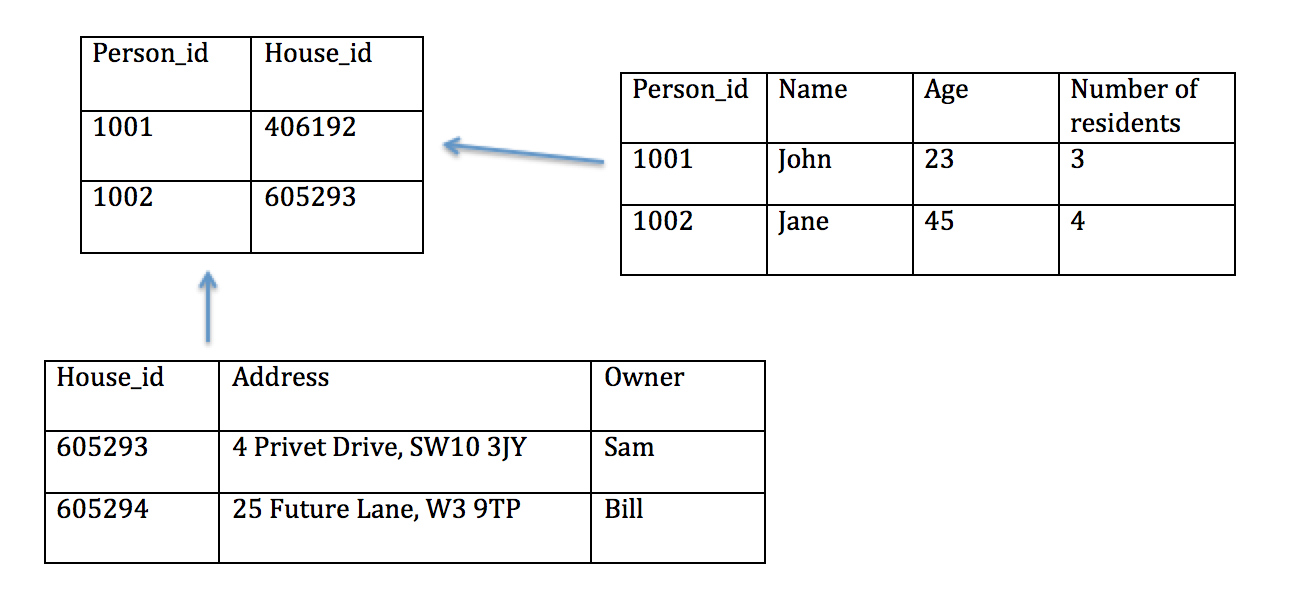 Person_id House_id
1001 406192
1002 605293
Person_id Name Age Number of
residents
1001 John 23 3
1002 Jane 45 4
House_id Address Owner
605293 4 Privet Drive, SW10 3JY Sam
605294 25 Future Lane, W3 9TP Bill